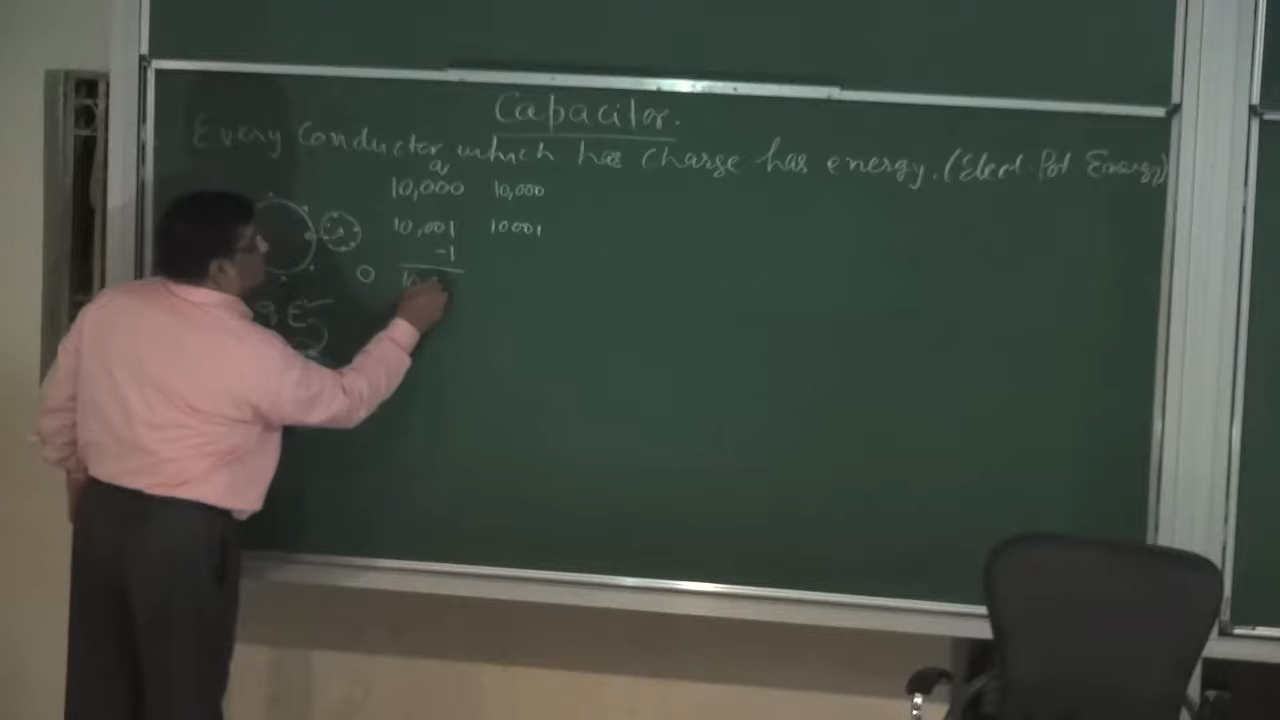 Capacitor.
Every Conductor which has charge has energy. (Elect Pot Energy)
10,000 10,000
10,001 10001
-1
0